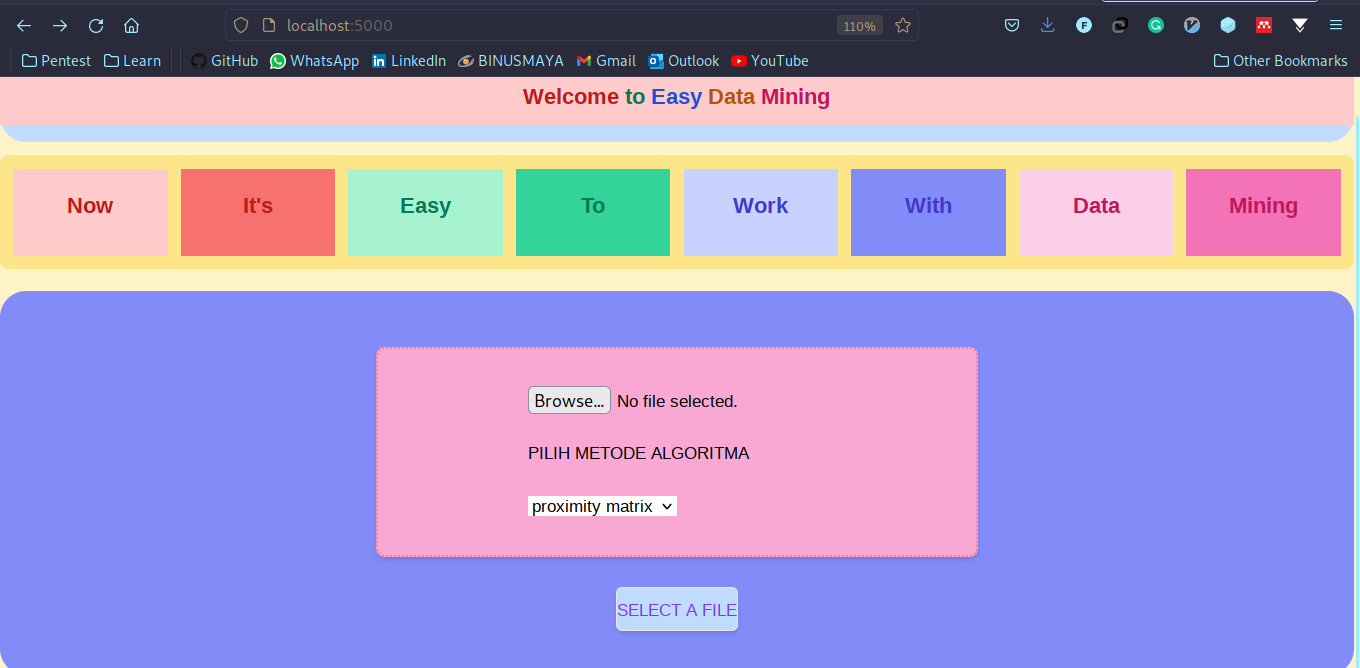 localhost:5000
110%
Pentest Learn GitHub WhatsApp LinkedIn BINUSMAYA Gmail Outlook YouTube Other Bookmarks
Welcome to Easy Data Mining
Now It's Easy To Work With Data Mining
Browse... No file selected.
PILIH METODE ALGORITMA
proximity matrix
SELECT A FILE